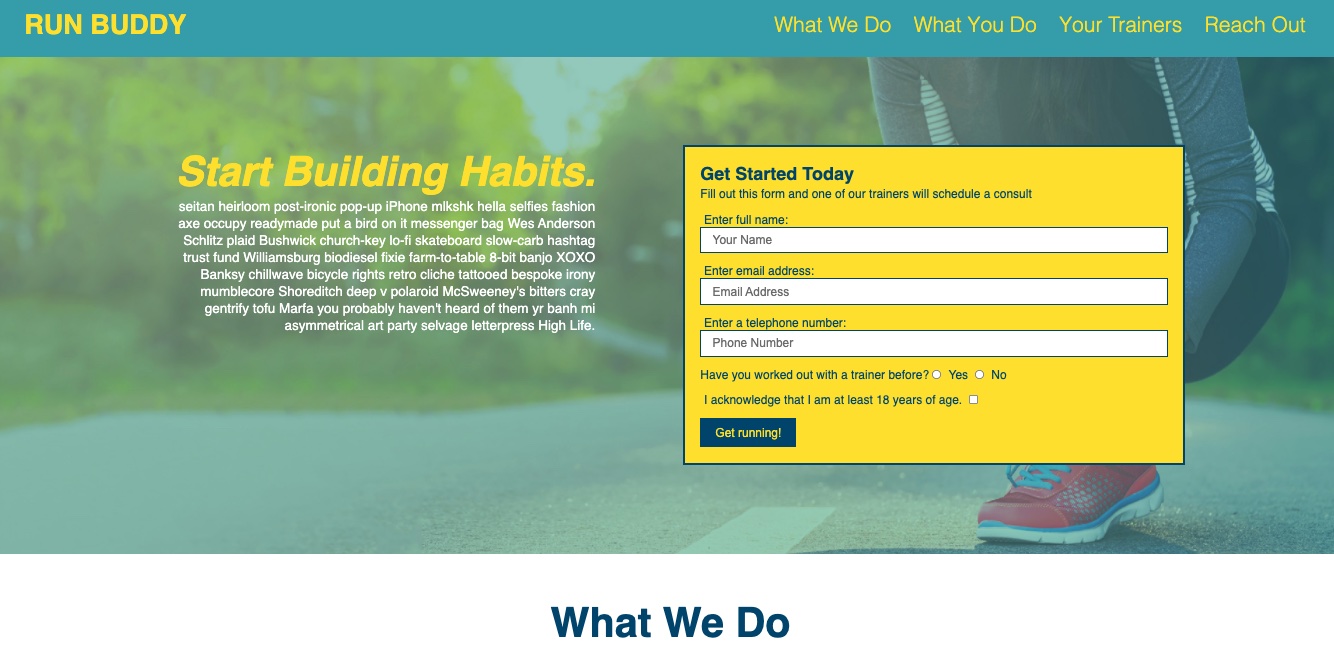 RUN BUDDY
What We Do What You Do Your Trainers Reach Out
Start Building Habits.
seitan heirloom post-ironic pop-up iPhone mlkshk hella selfies fashion
axe occupy readymade put a bird on it messenger bag Wes Anderson
Schlitz plaid Bushwick church-key lo-fi skateboard slow-carb hashtag
trust fund Williamsburg biodiesel fixie farm-to-table 8-bit banjo XOXO
Banksy chillwave bicycle rights retro cliche tattooed bespoke irony
mumblecore Shoreditch deep v polaroid McSweeney's bitters cray
gentrify tofu Marfa you probably haven't heard of them yr banh mi
asymmetrical art party selvage letterpress High Life.
Get Started Today
Fill out this form and one of our trainers will schedule a consult
Enter full name:
Your Name
Enter email address:
Email Address
Enter a telephone number:
Phone Number
Have you worked out with a trainer before? Yes No
I acknowledge that I am at least 18 years of age.
Get running!
What We Do